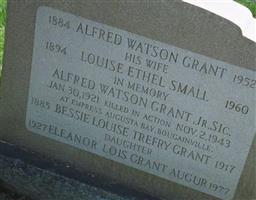 1884 ALFRED WATSON GRANT 1952
HIS WIFE
1894 LOUISE ETHEL SMALL 1960
IN MEMORY
ALFRED WATSON GRANT, JR. S1C.
JAN. 30, 1921 KILLED IN ACTION NOV. 2, 1943
AT EMPRESS AUGUSTA BAY, BOUGAINVILLE.
1885 BESSIE LOUISE TREFRY GRANT 1917
DAUGHTER
1927 ELEANOR LOIS GRANT AUG 11 1977